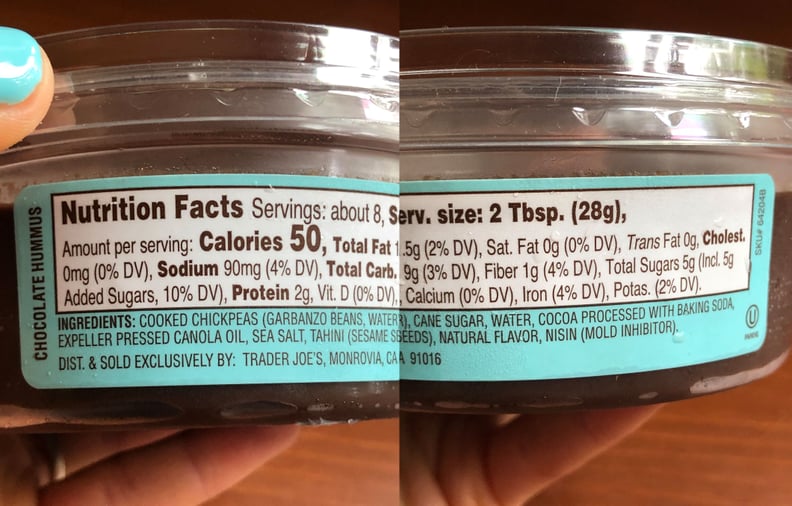 CHOCOLATE HUMMUS
Nutrition Facts Servings: about 8, Serv. size: 2 Tbsp. (28g),
Amount per serving: Calories 50, Total Fat 1.5g (2% DV), Sat. Fat 0g (0% DV), Trans Fat 0g, Cholest.
0mg (0% DV), Sodium 90mg (4% DV), Total Carb. 9g (3% DV), Fiber 1g (4% DV), Total Sugars 5g (Incl. 5g
Added Sugars, 10% DV), Protein 2g, Vit. D (0% DV), Calcium (0% DV), Iron (4% DV), Potas. (2% DV).
INGREDIENTS: COOKED CHICKPEAS (GARBANZO BEANS, WATER), CANE SUGAR, WATER, COCOA PROCESSED WITH BAKING SODA,
EXPELLER PRESSED CANOLA OIL, SEA SALT, TAHINI (SESAME SEEDS), NATURAL FLAVOR, NISIN (MOLD INHIBITOR).
DIST. & SOLD EXCLUSIVELY BY: TRADER JOE'S, MONROVIA, CA 91016
SKU# 64204B
U
PAREVE